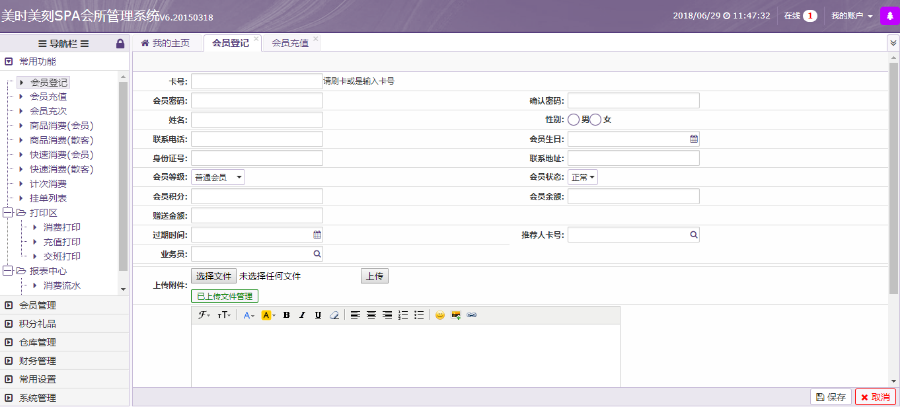 美时美刻SPA会所管理系统 V6.20150318
2018/06/29 11:47:32 在线 1 我的账户
导航栏
我的主页 会员登记 会员充值
常用功能
会员登记
会员充值
会员充次
商品消费(会员)
商品消费(散客)
快速消费(会员)
快速消费(散客)
计次消费
挂单列表
打印区
消费打印
充值打印
交班打印
报表中心
消费流水
会员管理
积分礼品
仓库管理
财务管理
常用设置
系统管理
卡号: 请刷卡或是输入卡号
会员密码: 确认密码:
姓名: 性别: 男 女
联系电话: 会员生日:
身份证号: 联系地址:
会员等级: 普通会员 会员状态: 正常
会员积分: 会员余额:
赠送金额:
过期时间: 推荐人卡号:
业务员:
上传附件: 选择文件 未选择任何文件 上传
已上传文件管理
保存 取消